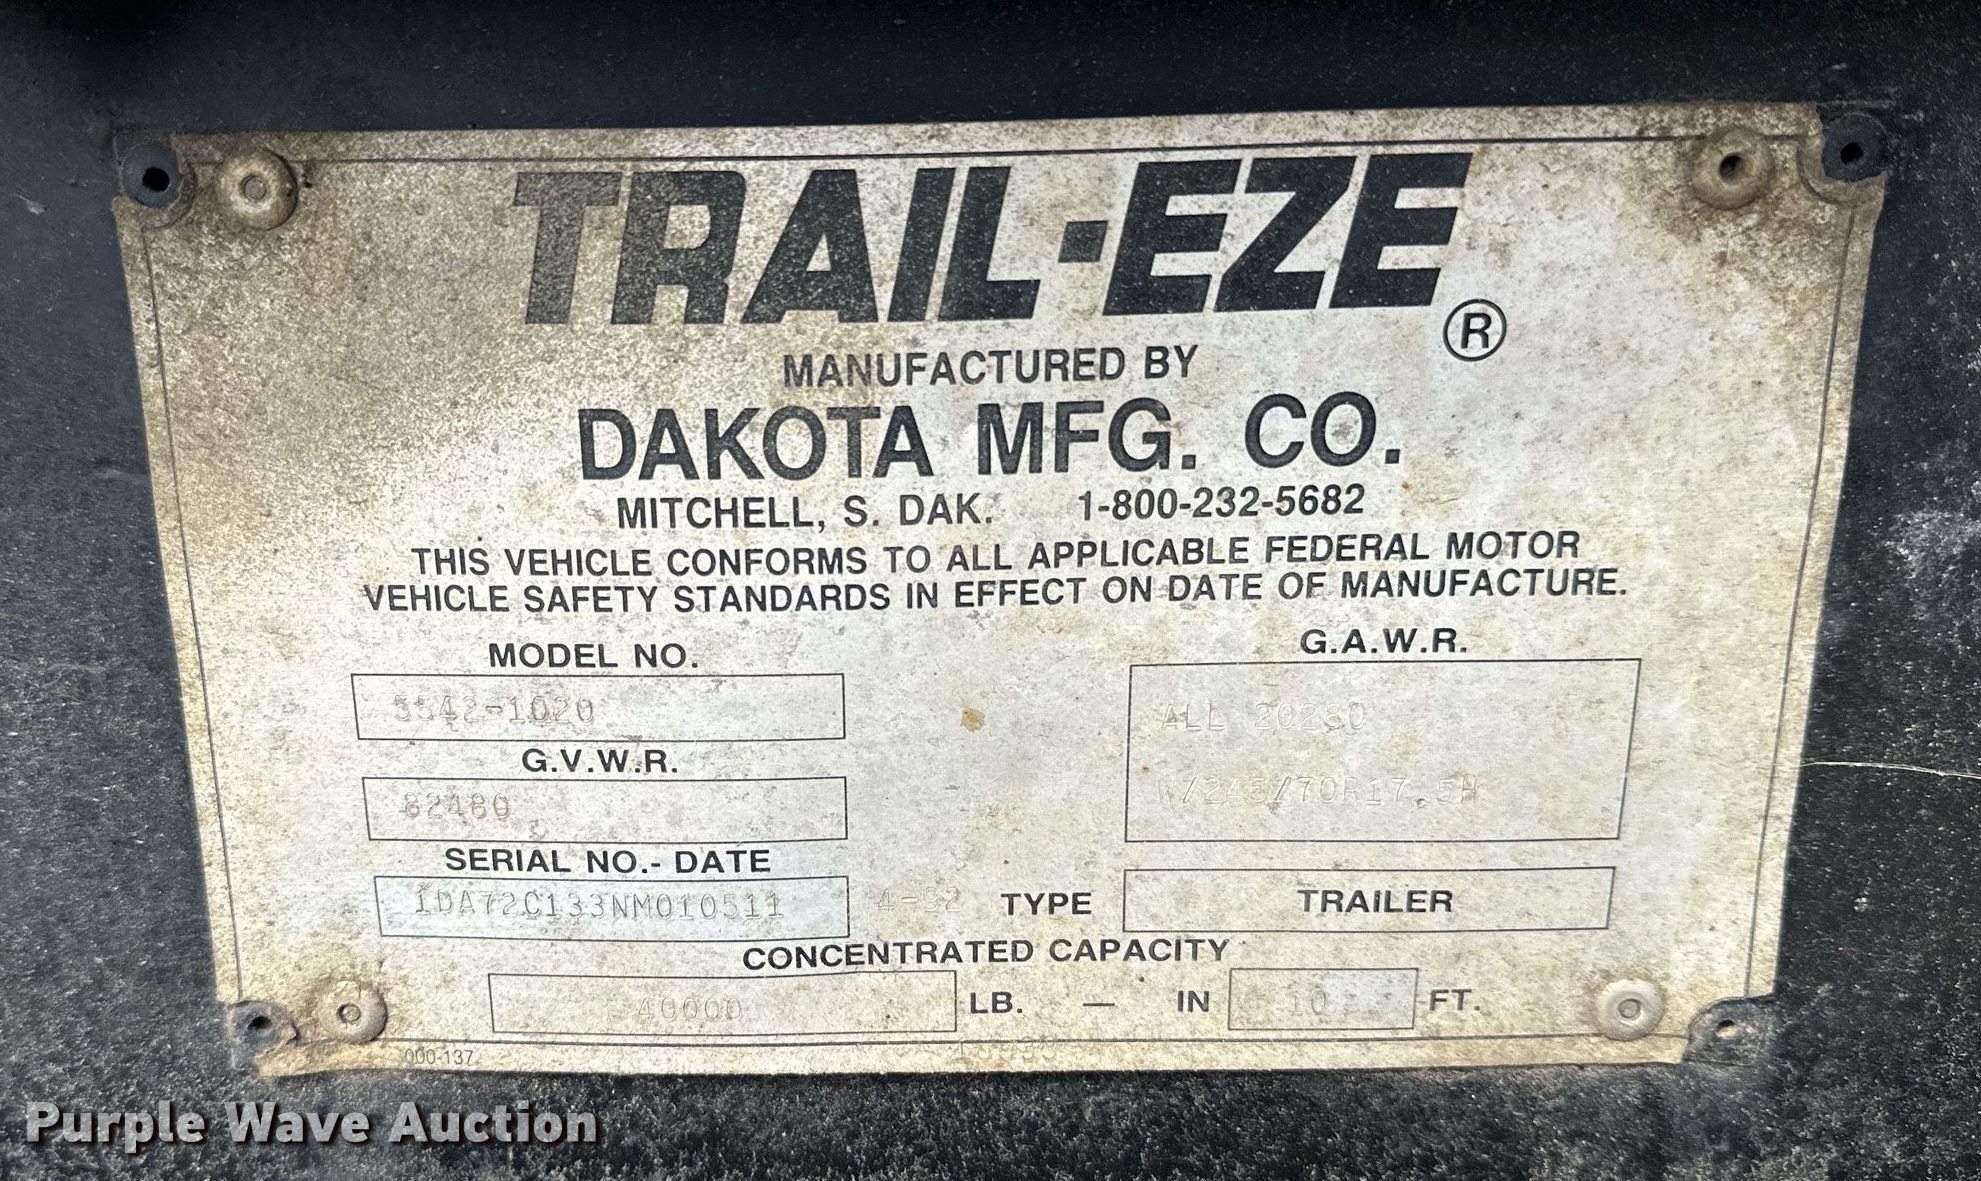 TRAIL-EZE ®
MANUFACTURED BY
DAKOTA MFG. CO.
MITCHELL, S. DAK. 1-800-232-5682
THIS VEHICLE CONFORMS TO ALL APPLICABLE FEDERAL MOTOR
VEHICLE SAFETY STANDARDS IN EFFECT ON DATE OF MANUFACTURE.
MODEL NO.
G.A.W.R.
ALL 20280
G.V.W.R.
W/245/70R17.5H
82480
SERIAL NO.- DATE
1DA72C133NM010511 4-92 TYPE TRAILER
CONCENTRATED CAPACITY
40000 LB. — IN 10 FT.
000-137
Purple Wave Auction